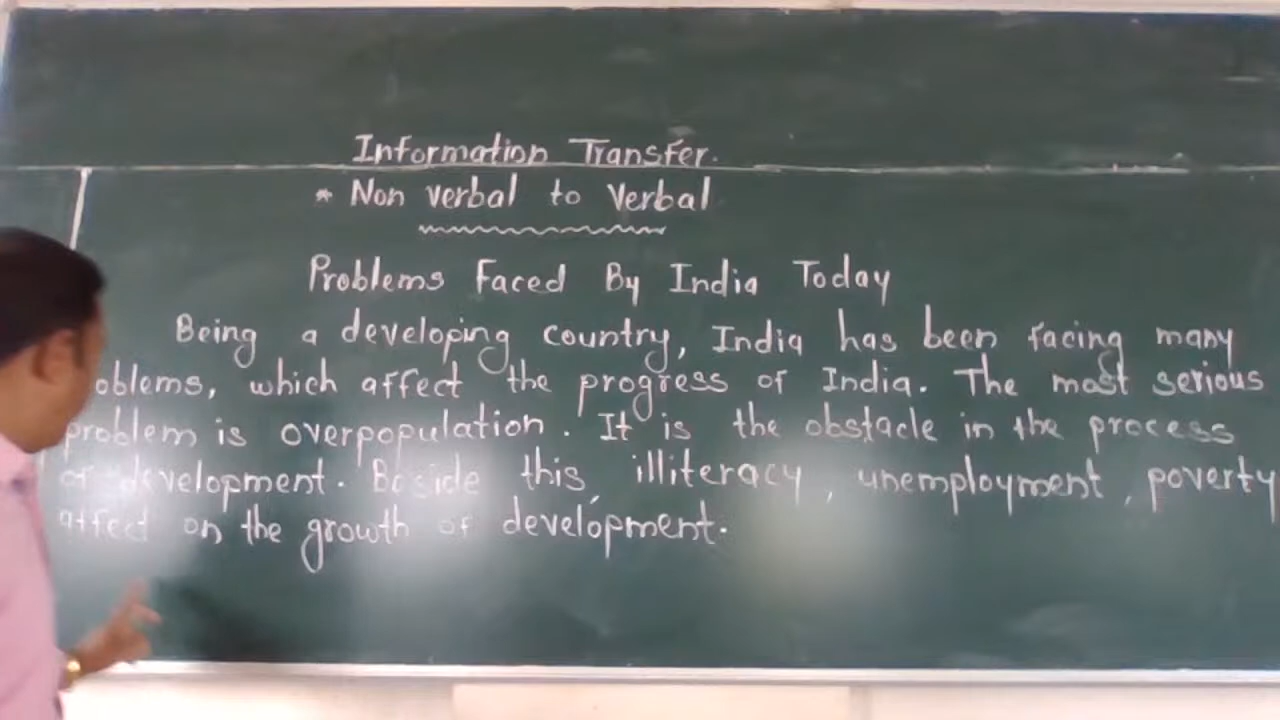 Information Transfer.
* Non verbal to Verbal
Problems Faced By India Today
Being a developing country, India has been facing many
oblems, which affect the progress of India. The most serious
problem is overpopulation. It is the obstacle in the process
of development. Beside this, illiteracy, unemployment, poverty
affect on the growth of development.